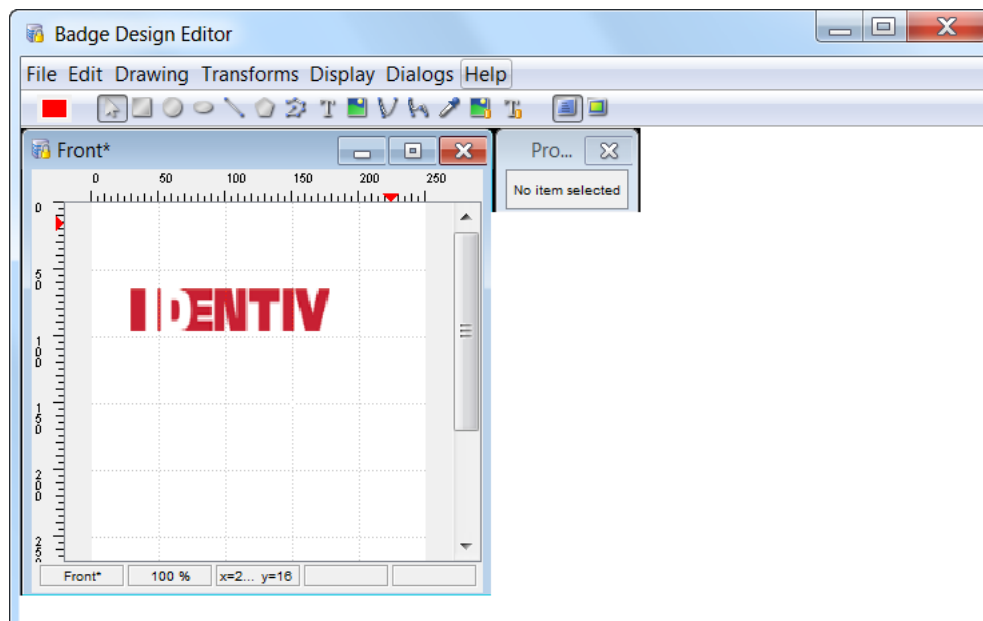 Badge Design Editor
File Edit Drawing Transforms Display Dialogs Help
Front*
Pro...
No item selected
0 50 100 150 200 250
0
50
100
150
200
IDENTIV
Front* 100 % x=2... y=16